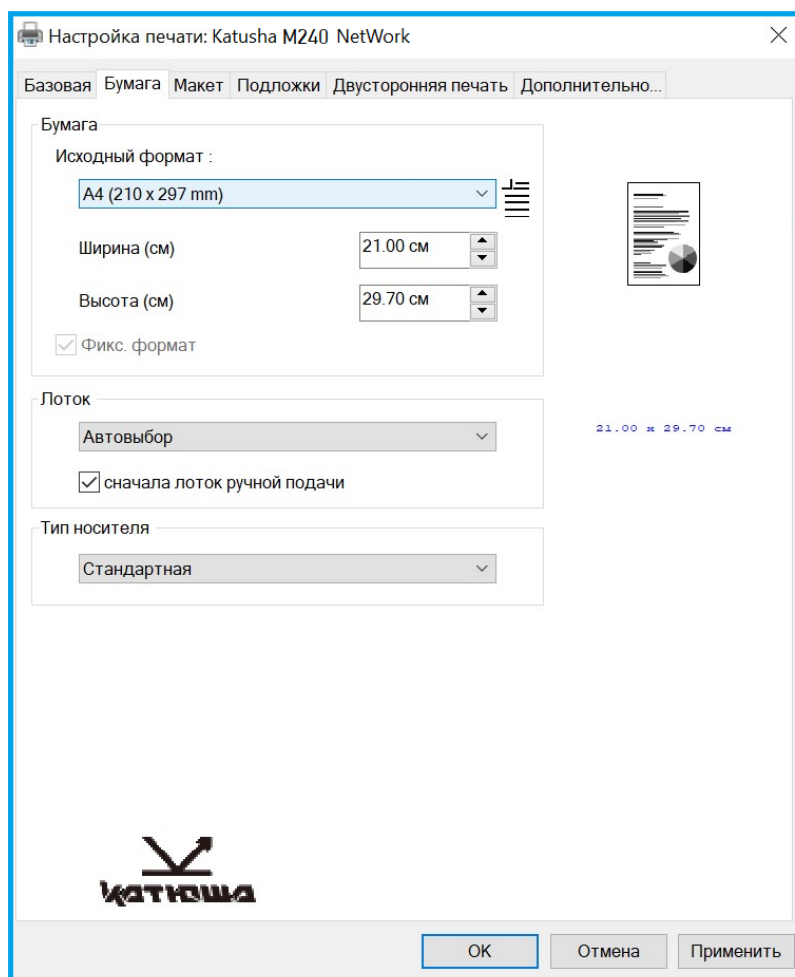 Настройка печати: Katusha M240 NetWork
Базовая Бумага Макет Подложки Двусторонняя печать Дополнительно...
Бумага
Исходный формат :
A4 (210 x 297 mm)
Ширина (см) 21.00 см
Высота (см) 29.70 см
Фикс. формат
Лоток
Автовыбор
21.00 x 29.70 см
сначала лоток ручной подачи
Тип носителя
Стандартная
катюша
OK Отмена Применить